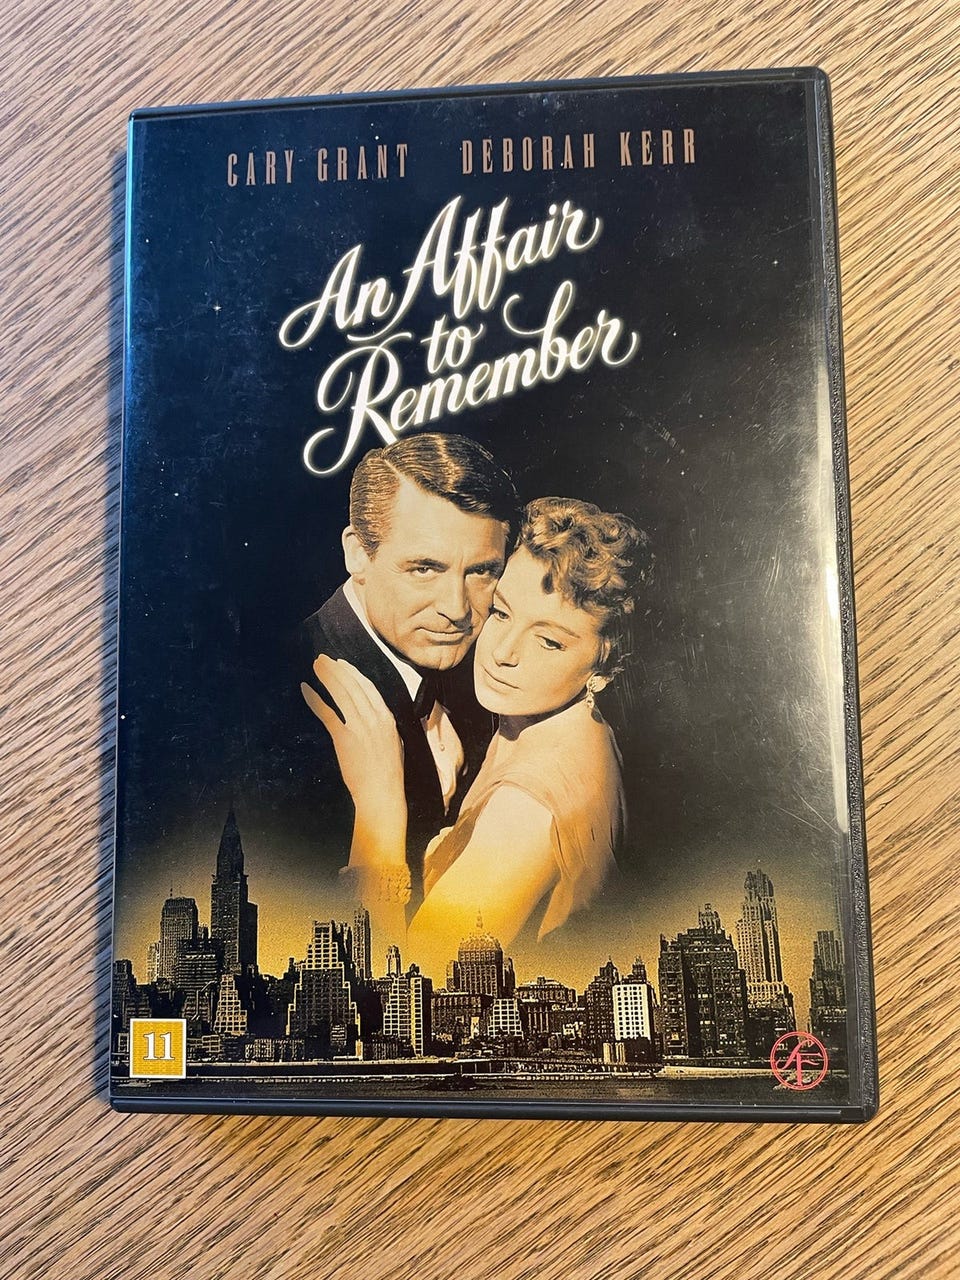 CARY GRANT DEBORAH KERR
An Affair
to
Remember
11